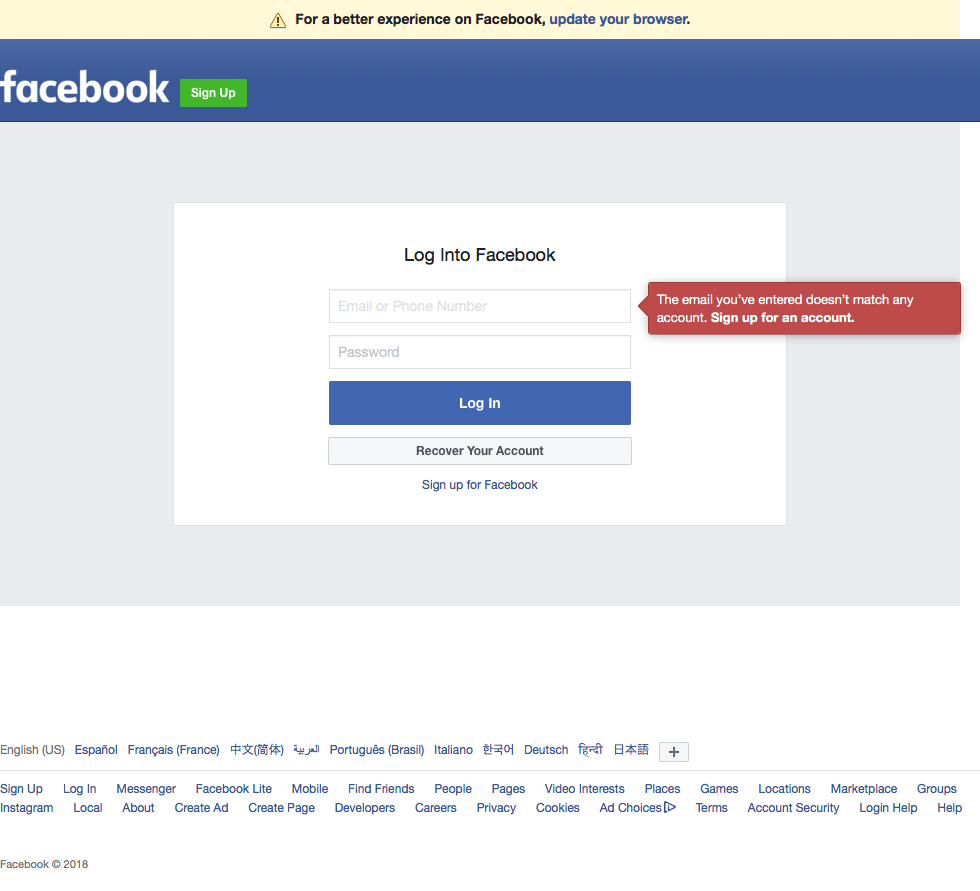 For a better experience on Facebook, update your browser.
facebook Sign Up
Log Into Facebook
Email or Phone Number
The email you've entered doesn't match any
account. Sign up for an account.
Password
Log In
Recover Your Account
Sign up for Facebook
English (US) Español Français (France) 中文(简体) العربية Português (Brasil) Italiano 한국어 Deutsch हिन्दी 日本語
Sign Up Log In Messenger Facebook Lite Mobile Find Friends People Pages Video Interests Places Games Locations Marketplace Groups
Instagram Local About Create Ad Create Page Developers Careers Privacy Cookies Ad Choices Terms Account Security Login Help Help
Facebook © 2018